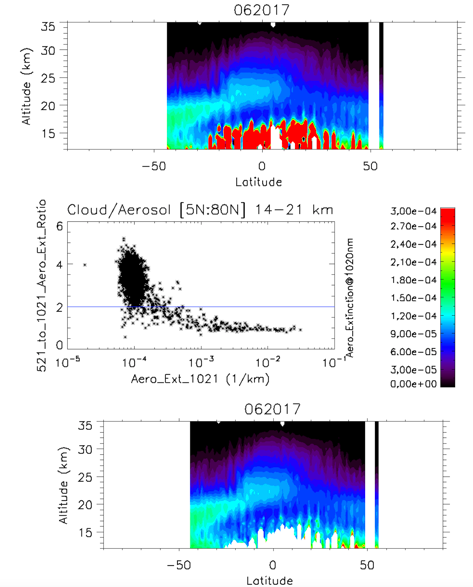 062017
35
30
25
20
15
Altitude (km)
−50 0 50
Latitude
Cloud/Aerosol [5N:80N] 14−21 km
6
4
2
0
521_to_1021_Aero_Ext_Ratio
10−5 10−4 10−3 10−2 10−1
Aero_Ext_1021 (1/km)
Aero_Extinction@1020nm
3.00e−04
2.70e−04
2.40e−04
2.10e−04
1.80e−04
1.50e−04
1.20e−04
9.00e−05
6.00e−05
3.00e−05
0.00e+00
062017
35
30
25
20
15
Altitude (km)
−50 0 50
Latitude